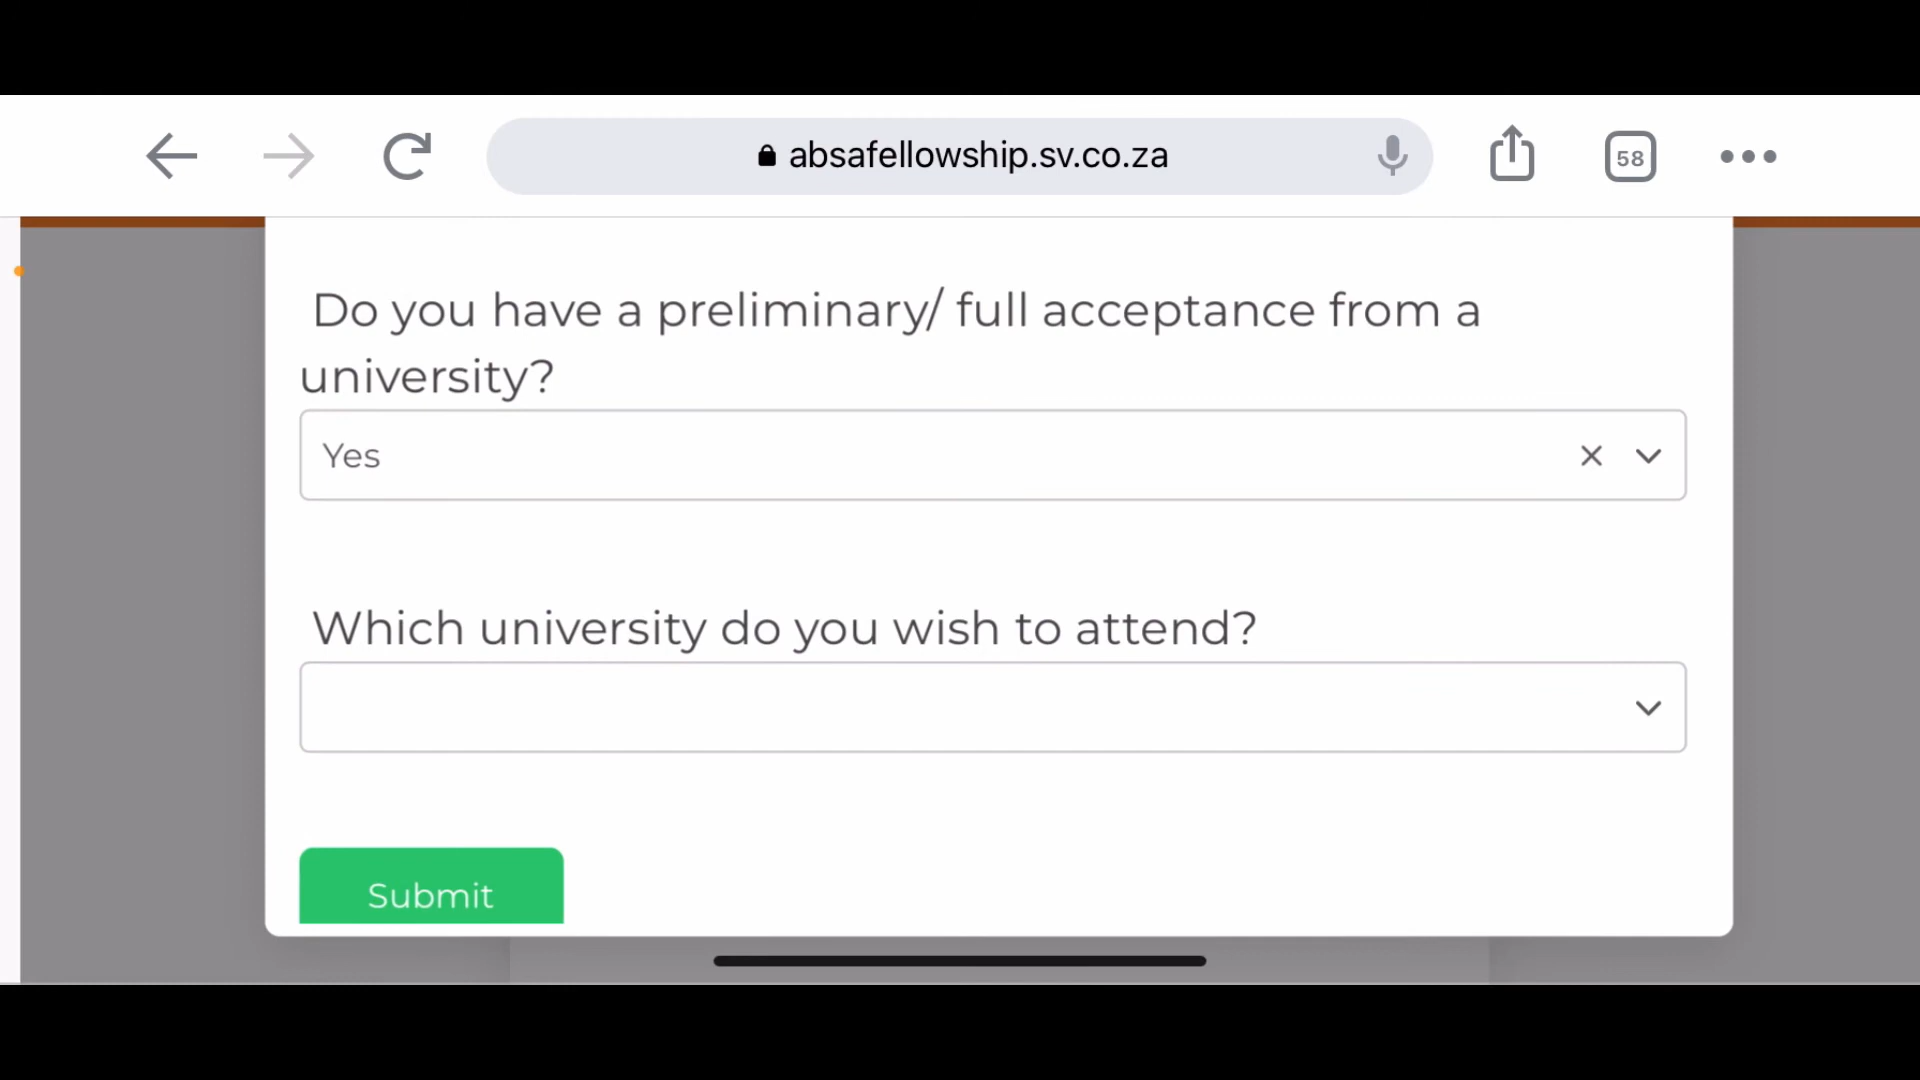 absafellowship.sv.co.za
58
Do you have a preliminary/ full acceptance from a
university?
Yes
Which university do you wish to attend?
Submit